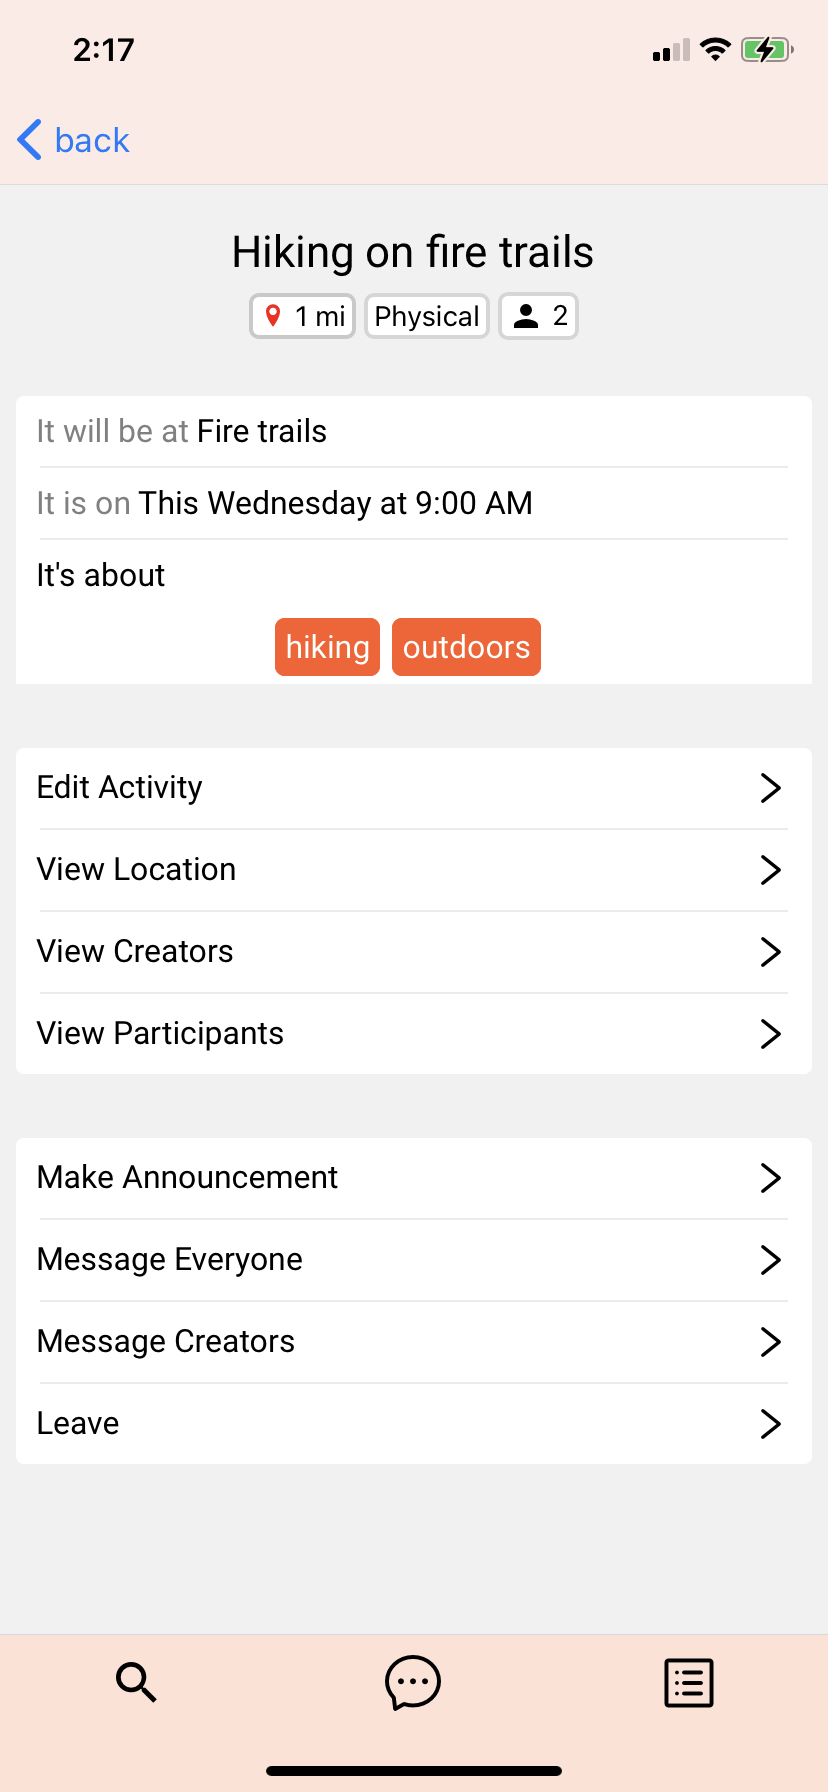 2:17
back
Hiking on fire trails
1 mi Physical 2
It will be at Fire trails
It is on This Wednesday at 9:00 AM
It's about
hiking outdoors
Edit Activity
View Location
View Creators
View Participants
Make Announcement
Message Everyone
Message Creators
Leave